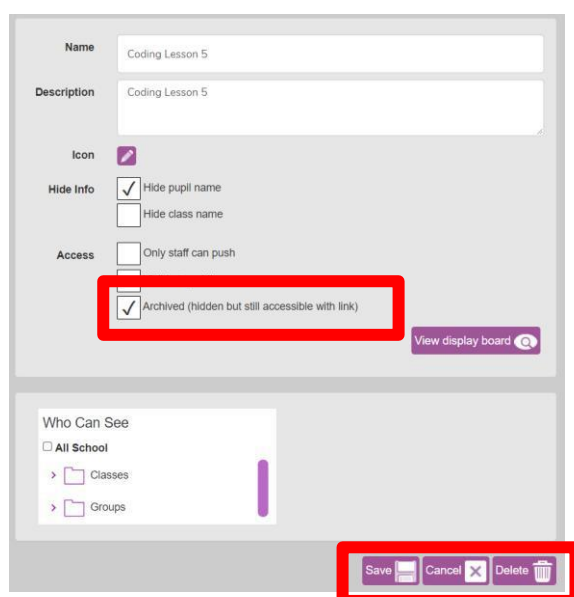 Name Coding Lesson 5
Description Coding Lesson 5
Icon
Hide Info Hide pupil name
Hide class name
Access Only staff can push
Archived (hidden but still accessible with link)
View display board
Who Can See
All School
Classes
Groups
Save Cancel Delete